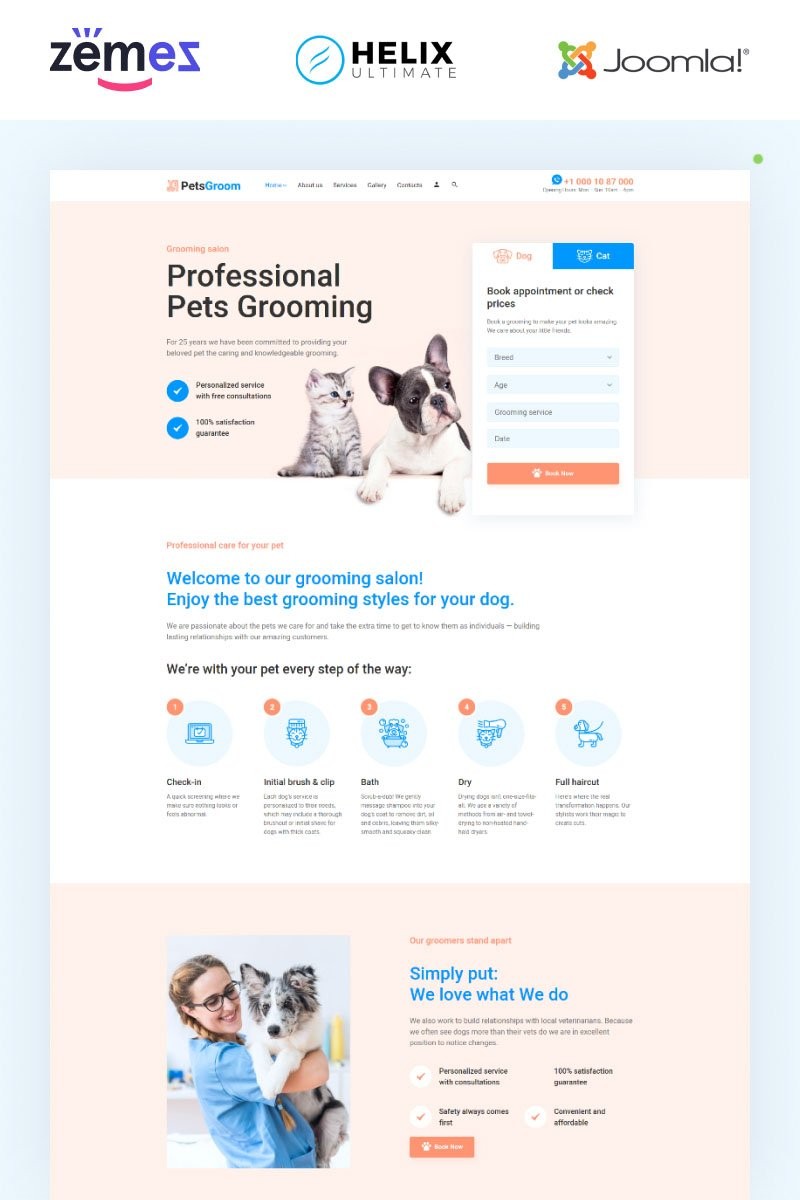 zemez
HELIX
ULTIMATE
Joomla!®
PetsGroom
Home
About us
Services
Gallery
Contacts
+1 000 10 87 000
Opening Hours: Mon - Sun: 10am - 6pm
Grooming salon
Professional
Pets Grooming
For 25 years we have been committed to providing your
beloved pet the caring and knowledgeable grooming.
Personalized service
with free consultations
100% satisfaction
guarantee
Dog
Cat
Book appointment or check
prices
Book a grooming to make your pet looks amazing.
We care about your little friends.
Breed
Age
Grooming service
Date
Book Now
Professional care for your pet
Welcome to our grooming salon!
Enjoy the best grooming styles for your dog.
We are passionate about the pets we care for and take the extra time to get to know them as individuals — building
lasting relationships with our amazing customers.
We're with your pet every step of the way:
1
2
3
4
5
Check-in
A quick screening where we
make sure nothing looks or
feels abnormal.
Initial brush & clip
Each dog's service is
personalized to their needs,
which may include a thorough
brushout or initial shave for
dogs with thick coats.
Bath
Scrub-a-dub! We gently
massage shampoo into your
dog's coat to remove dirt, oil
and debris, leaving them silky
smooth and squeaky clean.
Dry
Drying dogs isn't one-size-fits-
all. We use a variety of
methods from air- and towel-
drying to non-heated hand-
held dryers.
Full haircut
Here's where the real
transformation happens. Our
stylists work their magic to
create cuts.
Our groomers stand apart
Simply put:
We love what We do
We also work to build relationships with local veterinarians. Because
we often see dogs more than their vets do we are in excellent
position to notice changes.
Personalized service
with consultations
100% satisfaction
guarantee
Safety always comes
first
Convenient and
affordable
Book Now